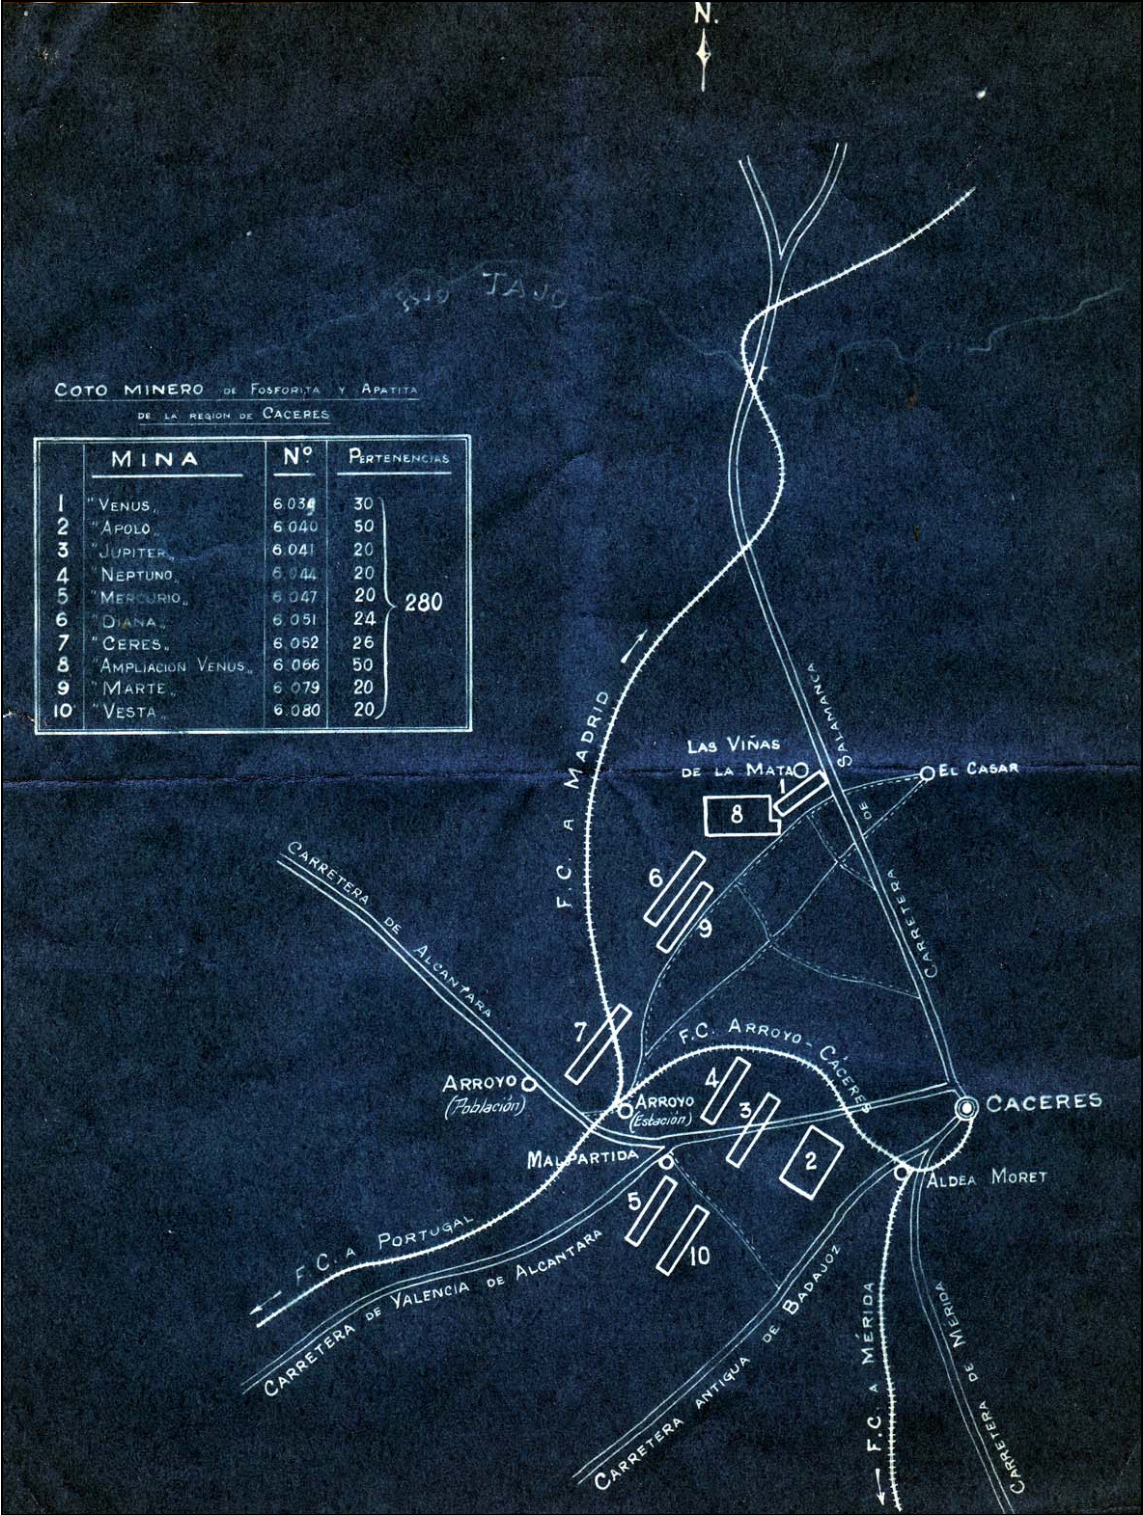 N.
RIO TAJO
COTO MINERO DE FOSFORITA Y APATITA
DE LA REGION DE CACERES
MINA Nº PERTENENCIAS
1 "VENUS„ 6.039 30
2 "APOLO„ 6.040 50
3 "JUPITER„ 6.041 20
4 "NEPTUNO„ 6.044 20
5 "MERCURIO„ 6.047 20
6 "DIANA„ 6.051 24
7 "CERES„ 6.052 26
8 "AMPLIACION VENUS„ 6.066 50
9 "MARTE„ 6.079 20
10 "VESTA„ 6.080 20
280
F.C. A MADRID
CARRETERA DE SALAMANCA
LAS VIÑAS
DE LA MATA
EL CASAR
1
8
6
9
CARRETERA DE ALCANTARA
7
F.C. ARROYO-CÁCERES
4
3
2
ARROYO
(Población)
ARROYO
(Estación)
CACERES
MALPARTIDA
ALDEA MORET
5
10
F.C. A PORTUGAL
CARRETERA DE VALENCIA DE ALCANTARA
CARRETERA ANTIGUA DE BADAJOZ
F.C. A MÉRIDA
CARRETERA DE MERIDA